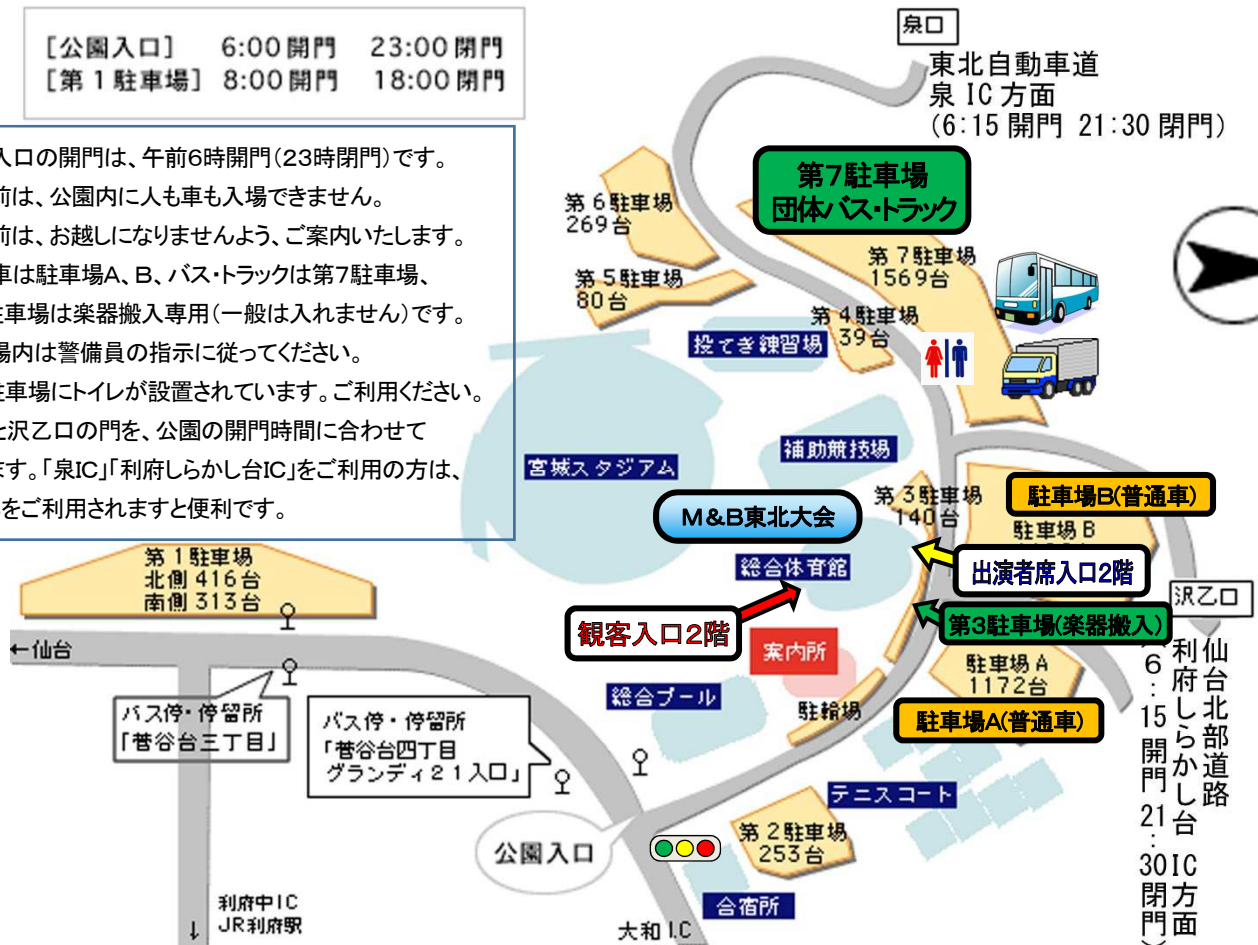 [公園入口] 6:00開門 23:00閉門
[第1駐車場] 8:00開門 18:00閉門
入口の開門は、午前6時開門(23時閉門)です。
前は、公園内に人も車も入場できません。
前は、お越しになりませんよう、ご案内いたします。
車は駐車場A、B、バス・トラックは第7駐車場、
駐車場は楽器搬入専用(一般は入れません)です。
場内は警備員の指示に従ってください。
駐車場にトイレが設置されています。ご利用ください。
と沢乙口の門を、公園の開門時間に合わせて
ます。「泉IC」「利府しらかし台IC」をご利用の方は、
をご利用されますと便利です。
泉口
東北自動車道
泉 IC 方面
(6:15 開門 21:30 閉門)
第7駐車場
団体バス・トラック
第6駐車場
269台
第7駐車場
1569台
第5駐車場
80台
第4駐車場
39台
投てき練習場
補助競技場
宮城スタジアム
第3駐車場
140台
駐車場B(普通車)
駐車場 B
M&B東北大会
総合体育館
出演者席入口2階
沢乙口
第1駐車場
北側 416台
南側 313台
観客入口2階
第3駐車場(楽器搬入)
案内所
駐車場 A
1172台
←仙台
総合プール
駐輪場
駐車場A(普通車)
仙台北部道路
利府しらかし台 IC方面
6:15開門 21:30閉門)
バス停・停留所
「菅谷台三丁目」
バス停・停留所
「菅谷台四丁目
グランディ21入口」
テニスコート
第2駐車場
253台
公園入口
合宿所
利府中IC
JR利府駅
↓
大和 I.C